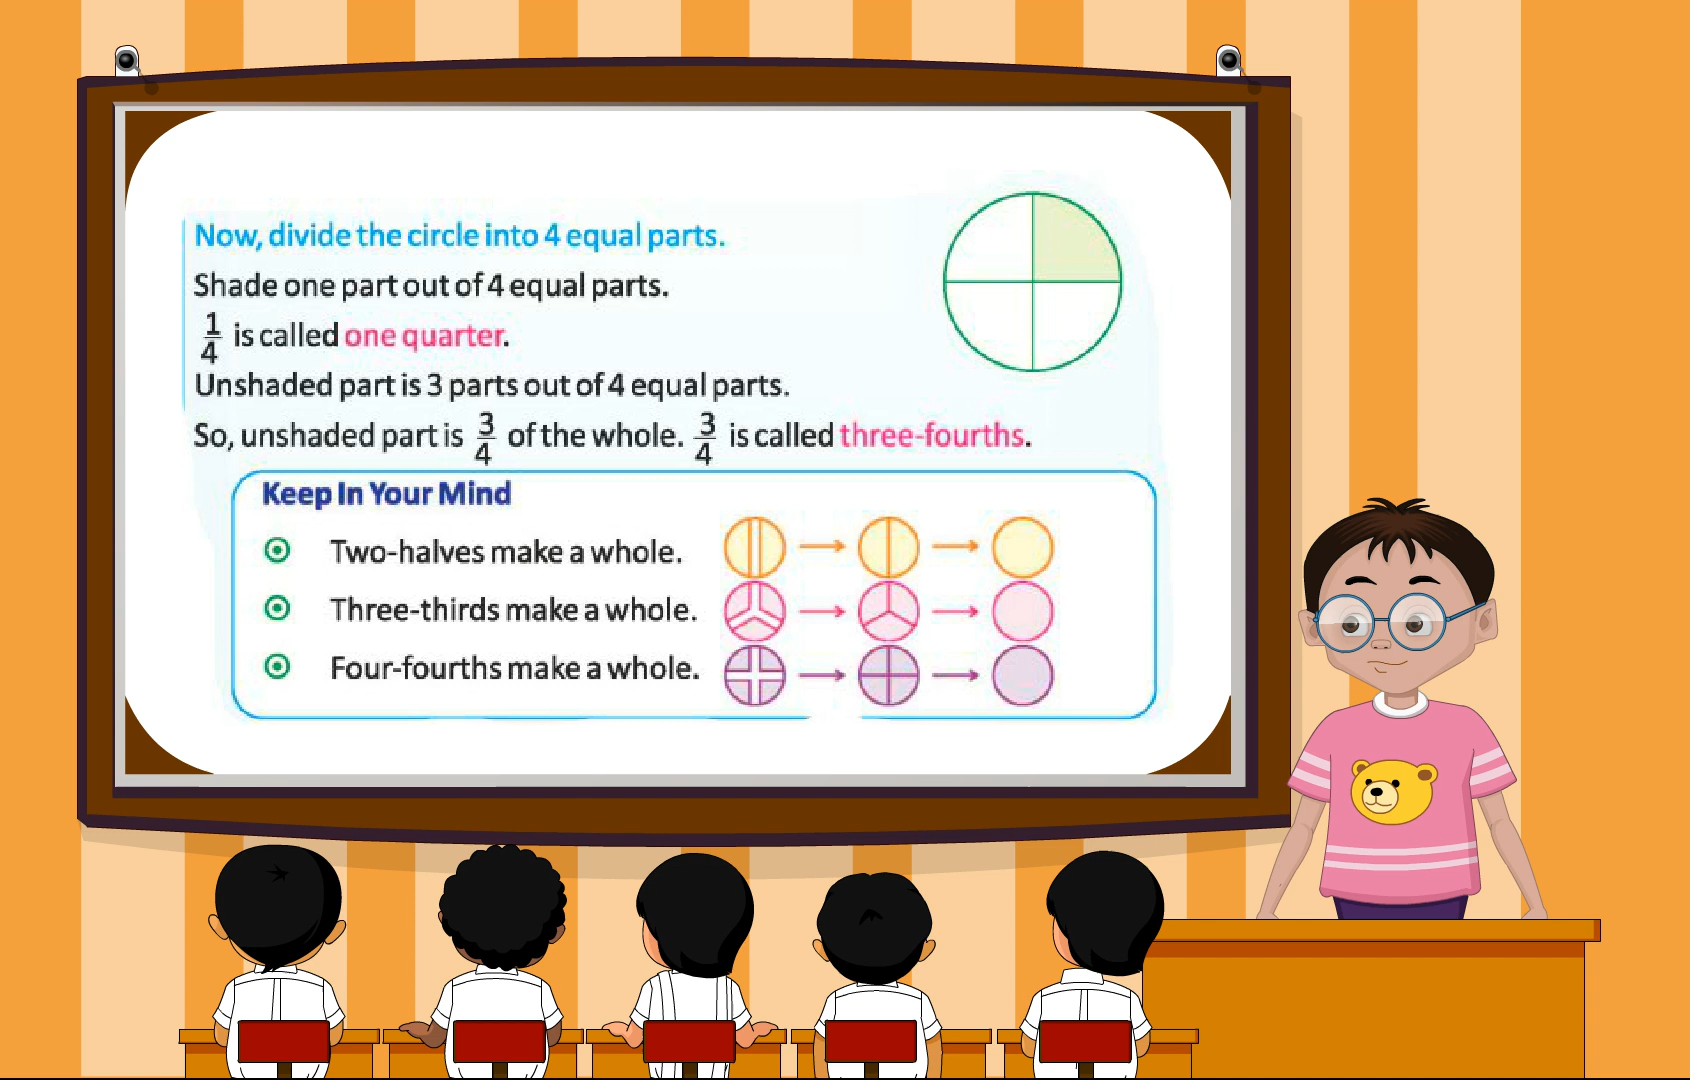 Now, divide the circle into 4 equal parts.
Shade one part out of 4 equal parts.
1/4 is called one quarter.
Unshaded part is 3 parts out of 4 equal parts.
So, unshaded part is 3/4 of the whole. 3/4 is called three-fourths.
Keep In Your Mind
Two-halves make a whole.
Three-thirds make a whole.
Four-fourths make a whole.